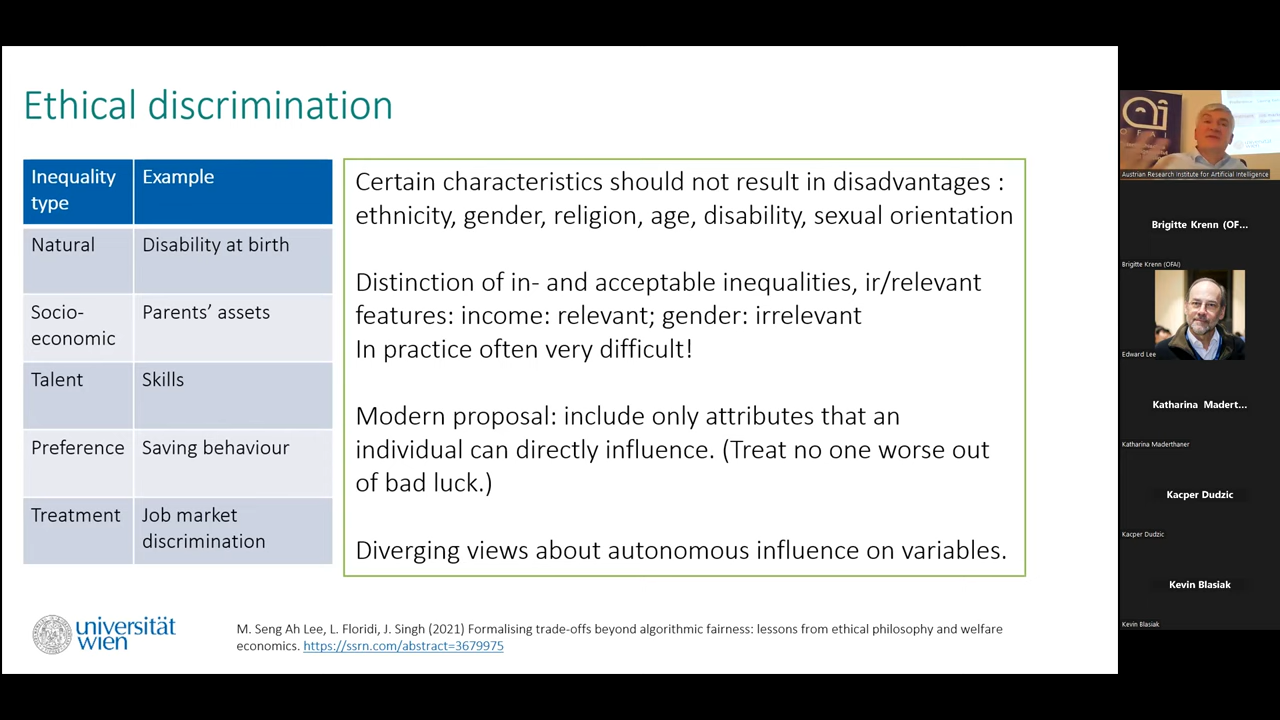 Ethical discrimination
Inequality type
Example
Natural
Disability at birth
Socio-
economic
Parents' assets
Talent
Skills
Preference
Saving behaviour
Treatment
Job market
discrimination
Certain characteristics should not result in disadvantages :
ethnicity, gender, religion, age, disability, sexual orientation
Distinction of in- and acceptable inequalities, ir/relevant
features: income: relevant; gender: irrelevant
In practice often very difficult!
Modern proposal: include only attributes that an
individual can directly influence. (Treat no one worse out
of bad luck.)
Diverging views about autonomous influence on variables.
universität
wien
M. Seng Ah Lee, L. Floridi, J. Singh (2021) Formalising trade-offs beyond algorithmic fairness: lessons from ethical philosophy and welfare
economics. https://ssrn.com/abstract=3679975
OFAI
Austrian Research Institute for Artificial Intelligence
Brigitte Krenn (OF...
Brigitte Krenn (OFAI)
Edward Lee
Katharina Madert...
Katharina Maderthaner
Kacper Dudzic
Kacper Dudzic
Kevin Blasiak
Kevin Blasiak